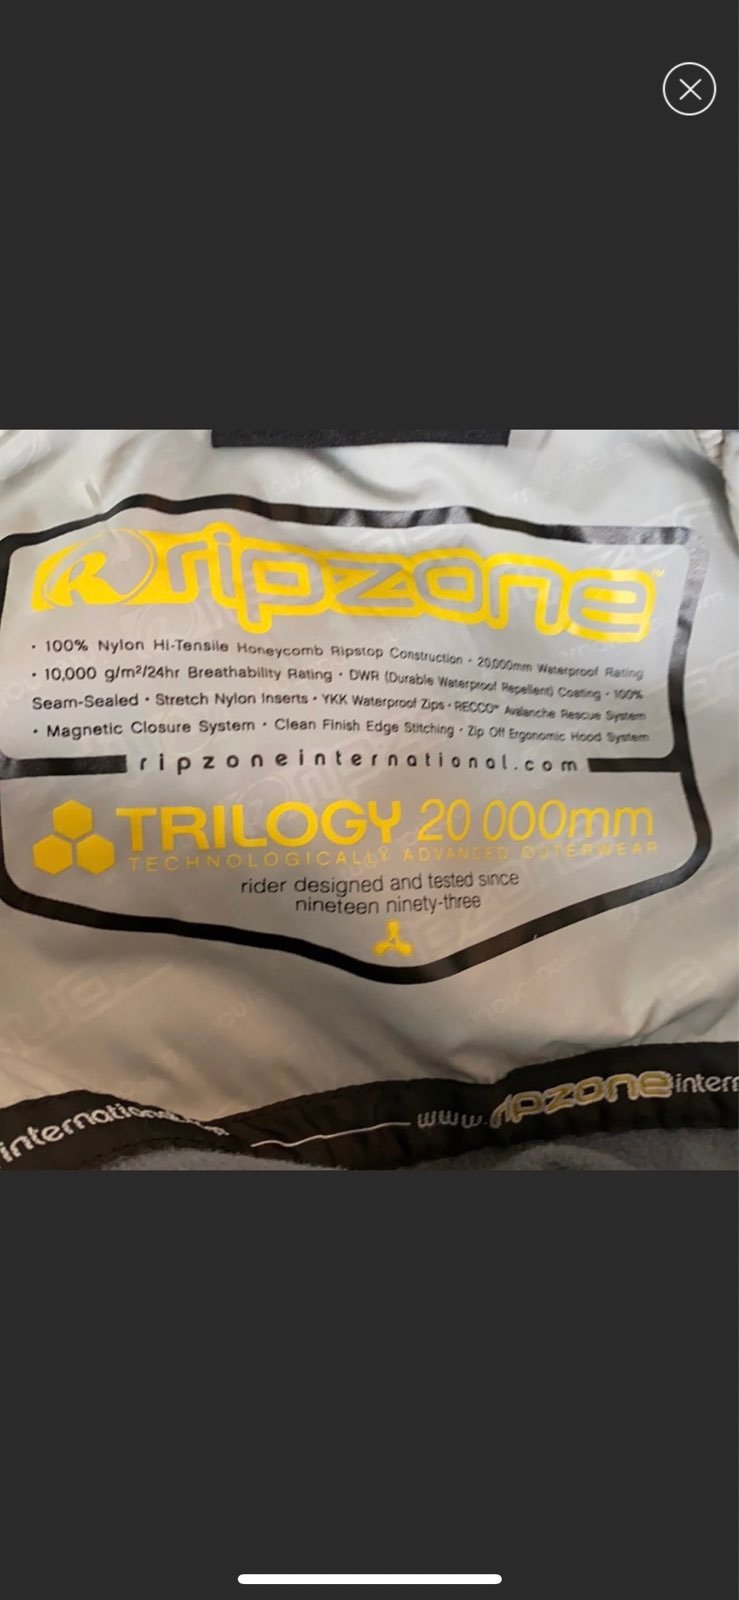 R ripzone™
· 100% Nylon Hi-Tensile Honeycomb Ripstop Construction · 20,000mm Waterproof Rating
· 10,000 g/m²/24hr Breathability Rating · DWR (Durable Waterproof Repellent) Coating · 100%
Seam-Sealed · Stretch Nylon Inserts · YKK Waterproof Zips · RECCO® Avalanche Rescue System
· Magnetic Closure System · Clean Finish Edge Stitching · Zip Off Ergonomic Hood System
ripzoneinternational.com
TRILOGY 20 000mm
TECHNOLOGICALLY ADVANCED OUTERWEAR
rider designed and tested since
nineteen ninety-three
international
www.ripzoneintern